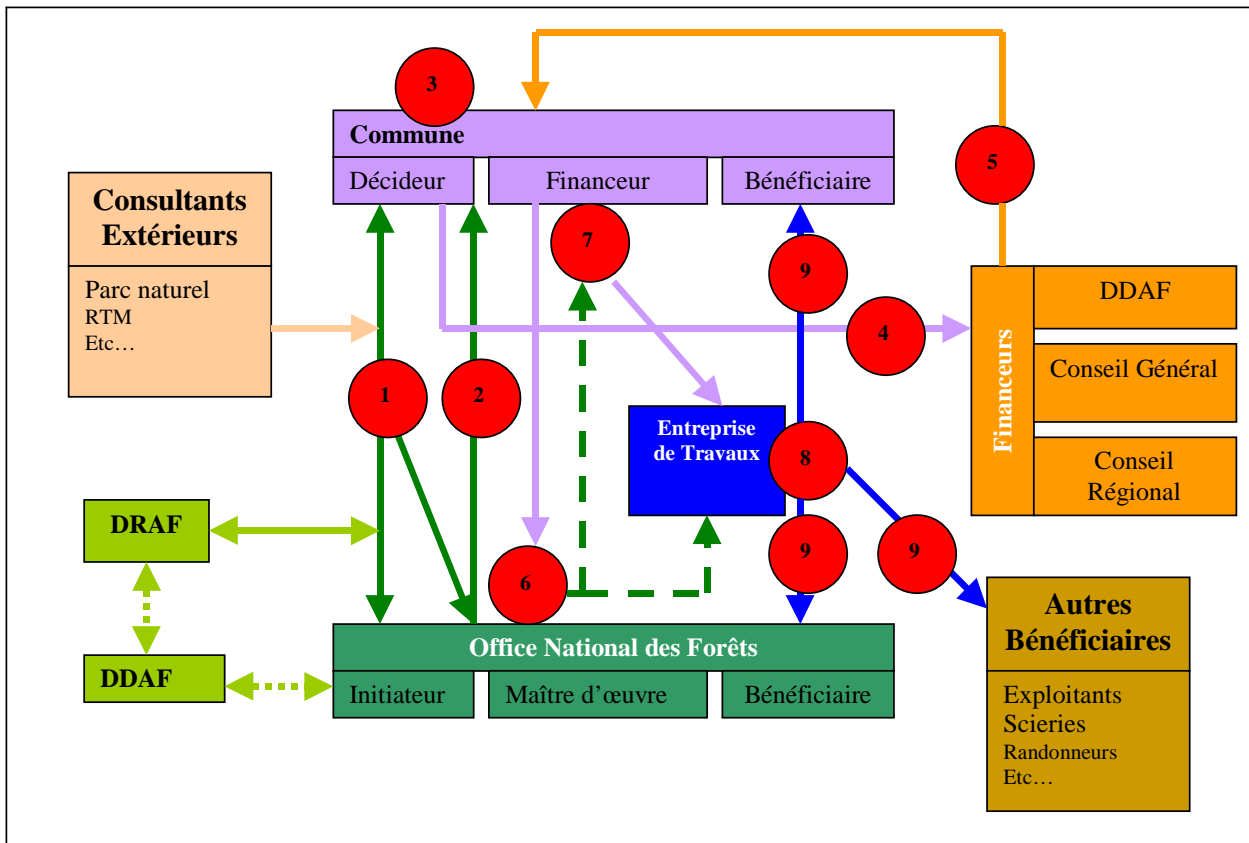 3
Commune
Décideur
Financeur
Bénéficiaire
5
Consultants
Extérieurs
Parc naturel
RTM
Etc…
7
9
4
Financeurs
DDAF
Conseil Général
Conseil
Régional
1
2
Entreprise
de Travaux
8
DRAF
6
9
9
DDAF
Office National des Forêts
Initiateur
Maître d’œuvre
Bénéficiaire
Autres
Bénéficiaires
Exploitants
Scieries
Randonneurs
Etc…